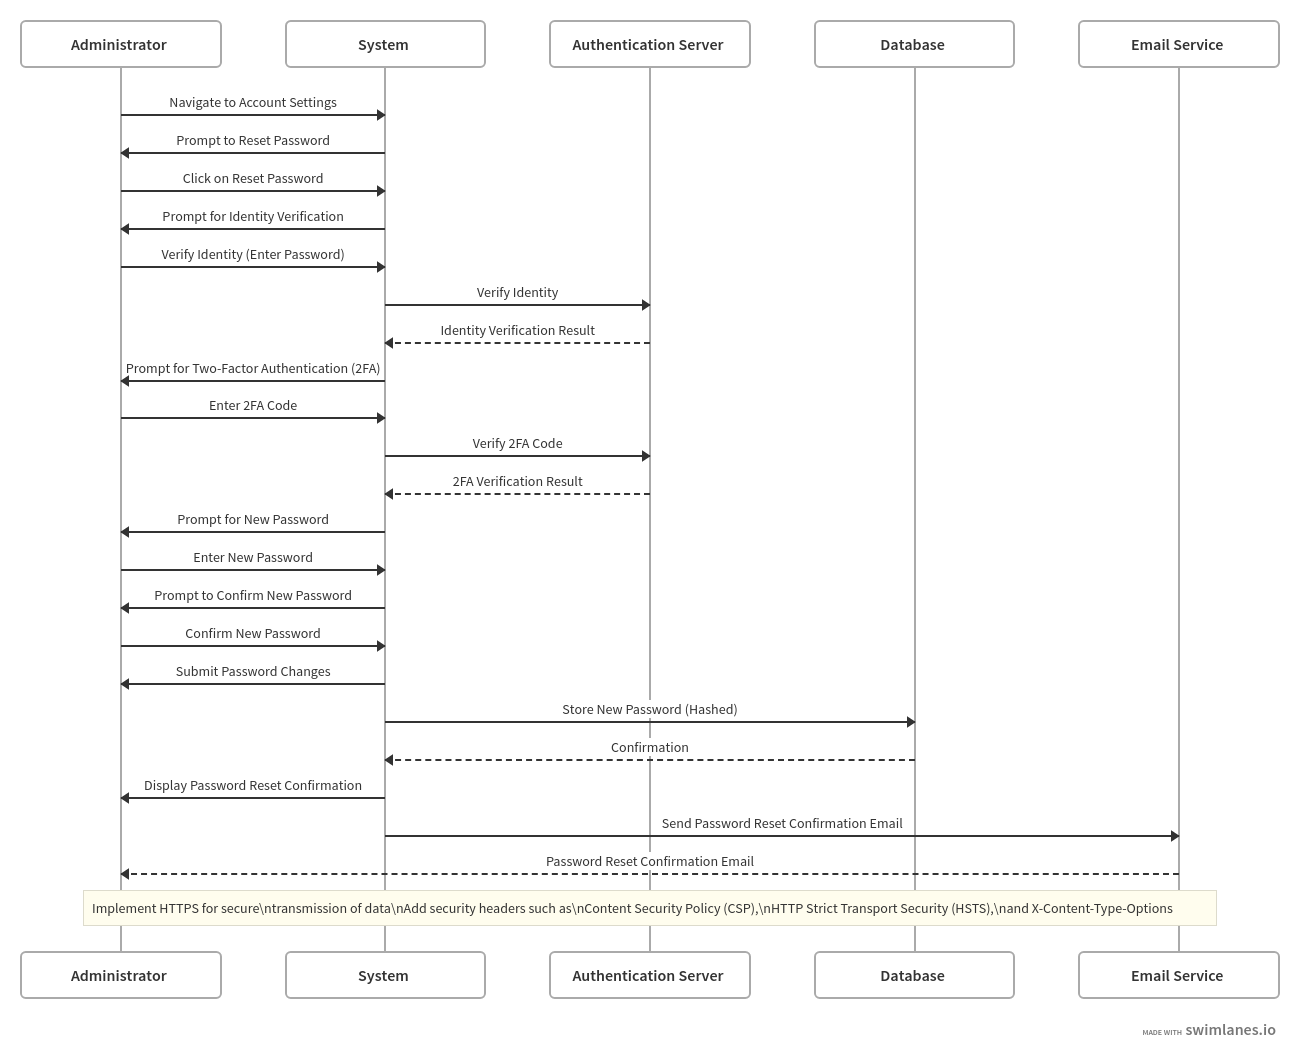 Administrator
System
Authentication Server
Database
Email Service
Navigate to Account Settings
Prompt to Reset Password
Click on Reset Password
Prompt for Identity Verification
Verify Identity (Enter Password)
Verify Identity
Identity Verification Result
Prompt for Two-Factor Authentication (2FA)
Enter 2FA Code
Verify 2FA Code
2FA Verification Result
Prompt for New Password
Enter New Password
Prompt to Confirm New Password
Confirm New Password
Submit Password Changes
Store New Password (Hashed)
Confirmation
Display Password Reset Confirmation
Send Password Reset Confirmation Email
Password Reset Confirmation Email
Implement HTTPS for secure\ntransmission of data\nAdd security headers such as\nContent Security Policy (CSP),\nHTTP Strict Transport Security (HSTS),\nand X-Content-Type-Options
Administrator
System
Authentication Server
Database
Email Service
MADE WITH swimlanes.io